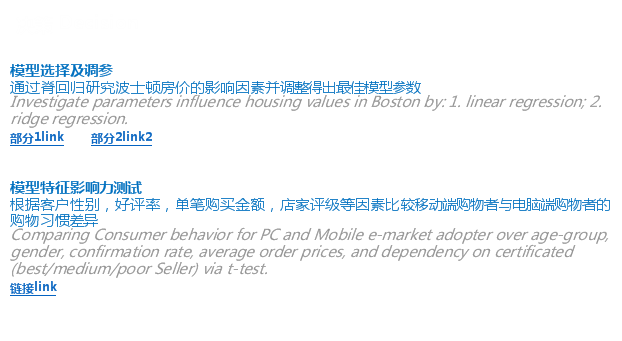 模型选择及调参
通过脊回归研究波士顿房价的影响因素并调整得出最佳模型参数
Investigate parameters influence housing values in Boston by: 1. linear regression; 2.
ridge regression.
部分1link 部分2link2
模型特征影响力测试
根据客户性别，好评率，单笔购买金额，店家评级等因素比较移动端购物者与电脑端购物者的
购物习惯差异
Comparing Consumer behavior for PC and Mobile e-market adopter over age-group,
gender, confirmation rate, average order prices, and dependency on certificated
(best/medium/poor Seller) via t-test.
链接link